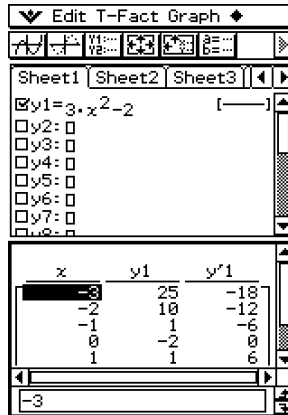 Edit T-Fact Graph
Sheet1 Sheet2 Sheet3
y1=3·x²-2 [—]
y2:
y3:
y4:
y5:
y6:
y7:
y8:
x y1 y'1
-3 25 -18
-2 10 -12
-1 1 -6
0 -2 0
1 1 6
-3